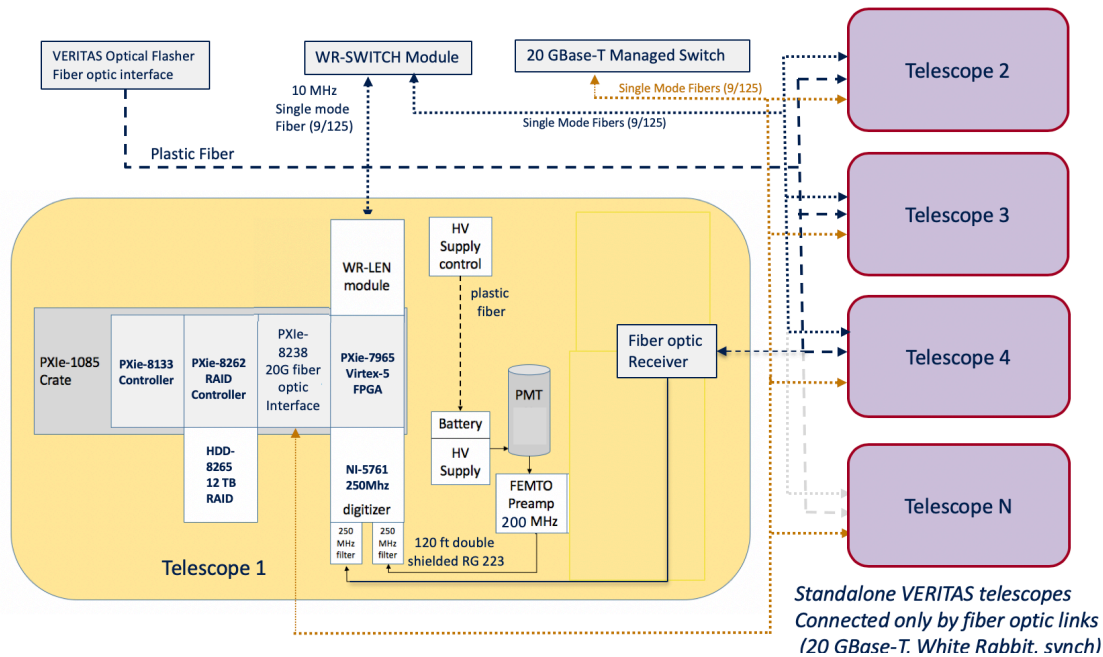 VERITAS Optical Flasher
Fiber optic interface
WR-SWITCH Module
20 GBase-T Managed Switch
Telescope 2
10 MHz
Single mode
Fiber (9/125)
Single Mode Fibers (9/125)
Single Mode Fibers (9/125)
Plastic Fiber
Telescope 3
HV
Supply
control
WR-LEN
module
plastic
fiber
PXIe-1085
Crate
PXie-8133
Controller
PXie-8262
RAID
Controller
PXIe-
8238
20G fiber
optic
Interface
PXie-7965
Virtex-5
FPGA
Fiber optic
Receiver
Telescope 4
PMT
Battery
HV
Supply
HDD-
8265
12 TB
RAID
NI-5761
250Mhz
digitizer
FEMTO
Preamp
200 MHz
Telescope N
250
MHz
filter
250
MHz
filter
120 ft double
shielded RG 223
Telescope 1
Standalone VERITAS telescopes
Connected only by fiber optic links
(20 GBase-T, White Rabbit, synch)